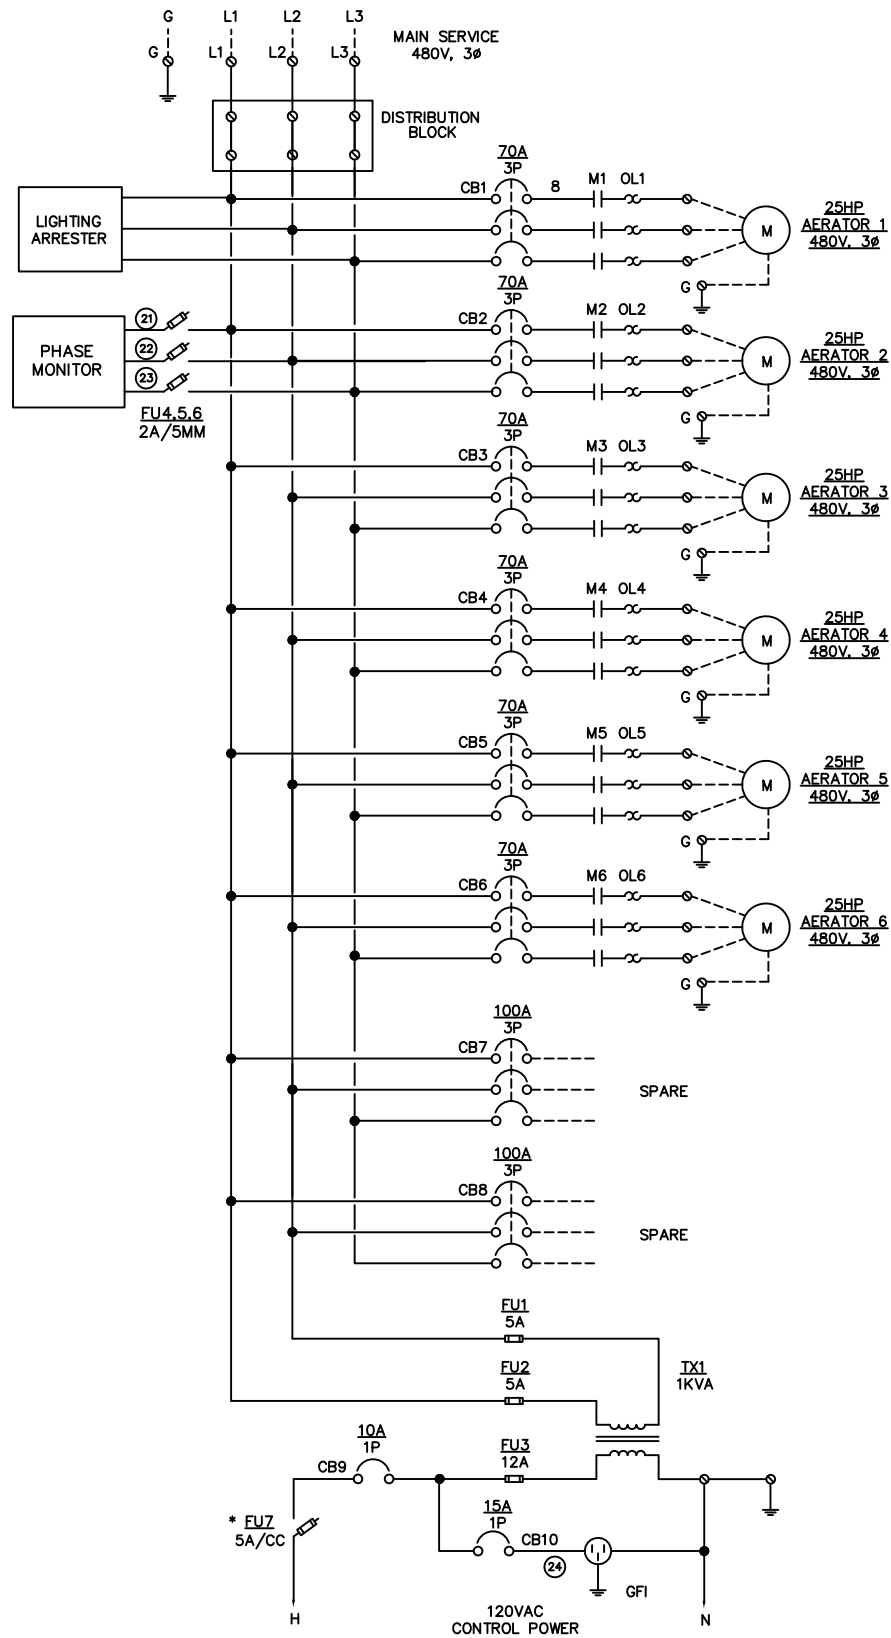 G L1 L2 L3
G L1 L2 L3
MAIN SERVICE
480V, 3ø
DISTRIBUTION
BLOCK
LIGHTING
ARRESTER
70A
3P
CB1
8
M1 OL1
M
25HP
AERATOR 1
480V, 3ø
G
PHASE
MONITOR
21
22
23
FU4,5,6
2A/5MM
70A
3P
CB2
M2 OL2
M
25HP
AERATOR 2
480V, 3ø
G
70A
3P
CB3
M3 OL3
M
25HP
AERATOR 3
480V, 3ø
G
70A
3P
CB4
M4 OL4
M
25HP
AERATOR 4
480V, 3ø
G
70A
3P
CB5
M5 OL5
M
25HP
AERATOR 5
480V, 3ø
G
70A
3P
CB6
M6 OL6
M
25HP
AERATOR 6
480V, 3ø
G
100A
3P
CB7
SPARE
100A
3P
CB8
SPARE
FU1
5A
FU2
5A
TX1
1KVA
10A
1P
CB9
FU3
12A
* FU7
5A/CC
15A
1P
CB10
24
GFI
H
120VAC
CONTROL POWER
N